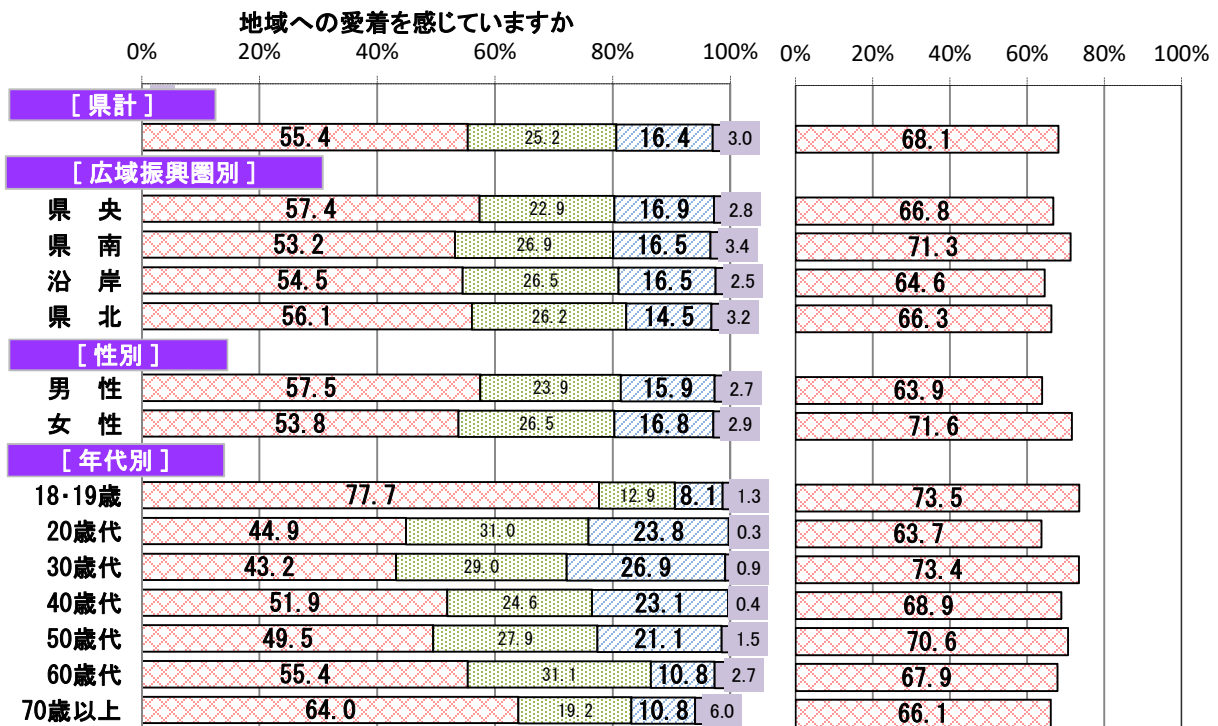 地域への愛着を感じていますか
0% 20% 40% 60% 80% 100% 0% 20% 40% 60% 80% 100%
[ 県計 ]
55.4 25.2 16.4 3.0 68.1
[ 広域振興圏別 ]
県 央 57.4 22.9 16.9 2.8 66.8
県 南 53.2 26.9 16.5 3.4 71.3
沿 岸 54.5 26.5 16.5 2.5 64.6
県 北 56.1 26.2 14.5 3.2 66.3
[ 性別 ]
男 性 57.5 23.9 15.9 2.7 63.9
女 性 53.8 26.5 16.8 2.9 71.6
[ 年代別 ]
18・19歳 77.7 12.9 8.1 1.3 73.5
20歳代 44.9 31.0 23.8 0.3 63.7
30歳代 43.2 29.0 26.9 0.9 73.4
40歳代 51.9 24.6 23.1 0.4 68.9
50歳代 49.5 27.9 21.1 1.5 70.6
60歳代 55.4 31.1 10.8 2.7 67.9
70歳以上 64.0 19.2 10.8 6.0 66.1